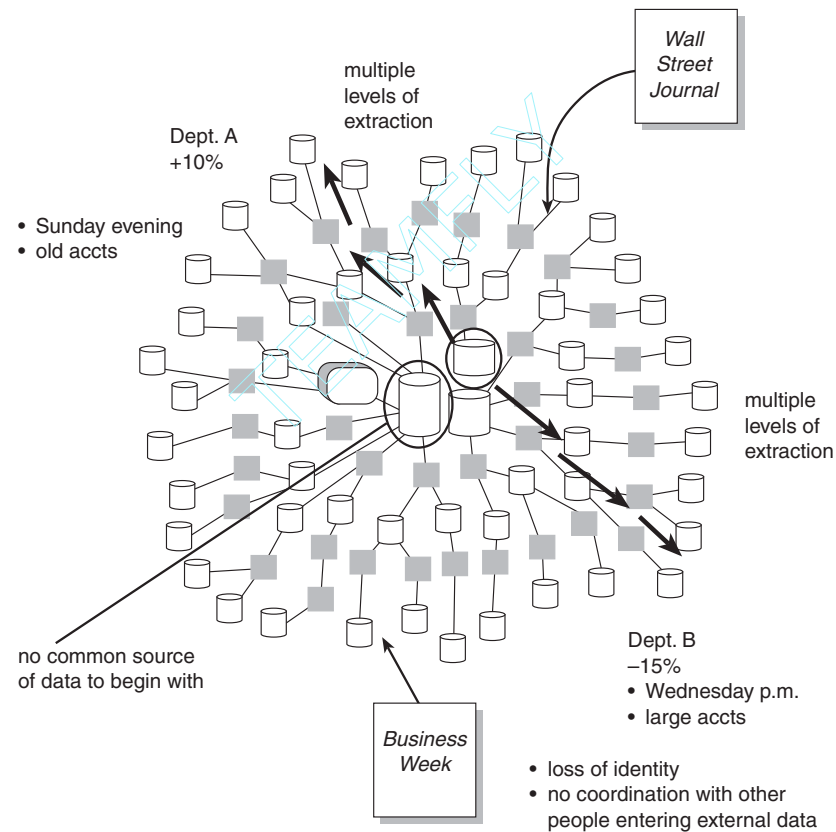 Wall
Street
Journal
multiple
levels of
extraction
Dept. A
+10%
• Sunday evening
• old accts
TEAMFLY
multiple
levels of
extraction
no common source
of data to begin with
Dept. B
–15%
• Wednesday p.m.
• large accts
Business
Week
• loss of identity
• no coordination with other
people entering external data